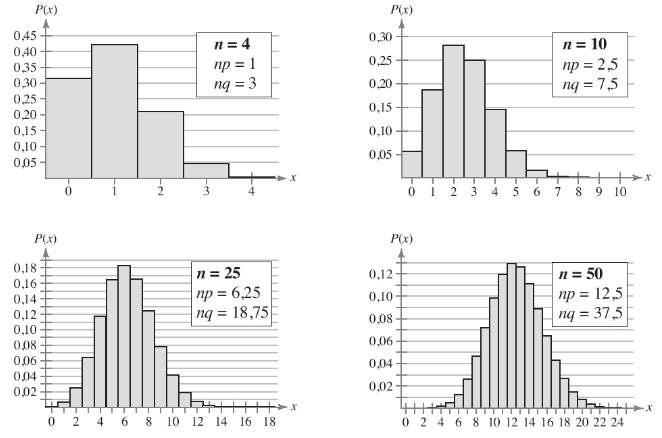 P(x)
0,45
0,40
0,35
0,30
0,25
0,20
0,15
0,10
0,05
n = 4
np = 1
nq = 3
0 1 2 3 4 x
P(x)
0,30
0,25
0,20
0,15
0,10
0,05
n = 10
np = 2,5
nq = 7,5
0 1 2 3 4 5 6 7 8 9 10 x
P(x)
0,18
0,16
0,14
0,12
0,10
0,08
0,06
0,04
0,02
n = 25
np = 6,25
nq = 18,75
0 2 4 6 8 10 12 14 16 18 x
P(x)
0,12
0,10
0,08
0,06
0,04
0,02
n = 50
np = 12,5
nq = 37,5
0 2 4 6 8 10 12 14 16 18 20 22 24 x